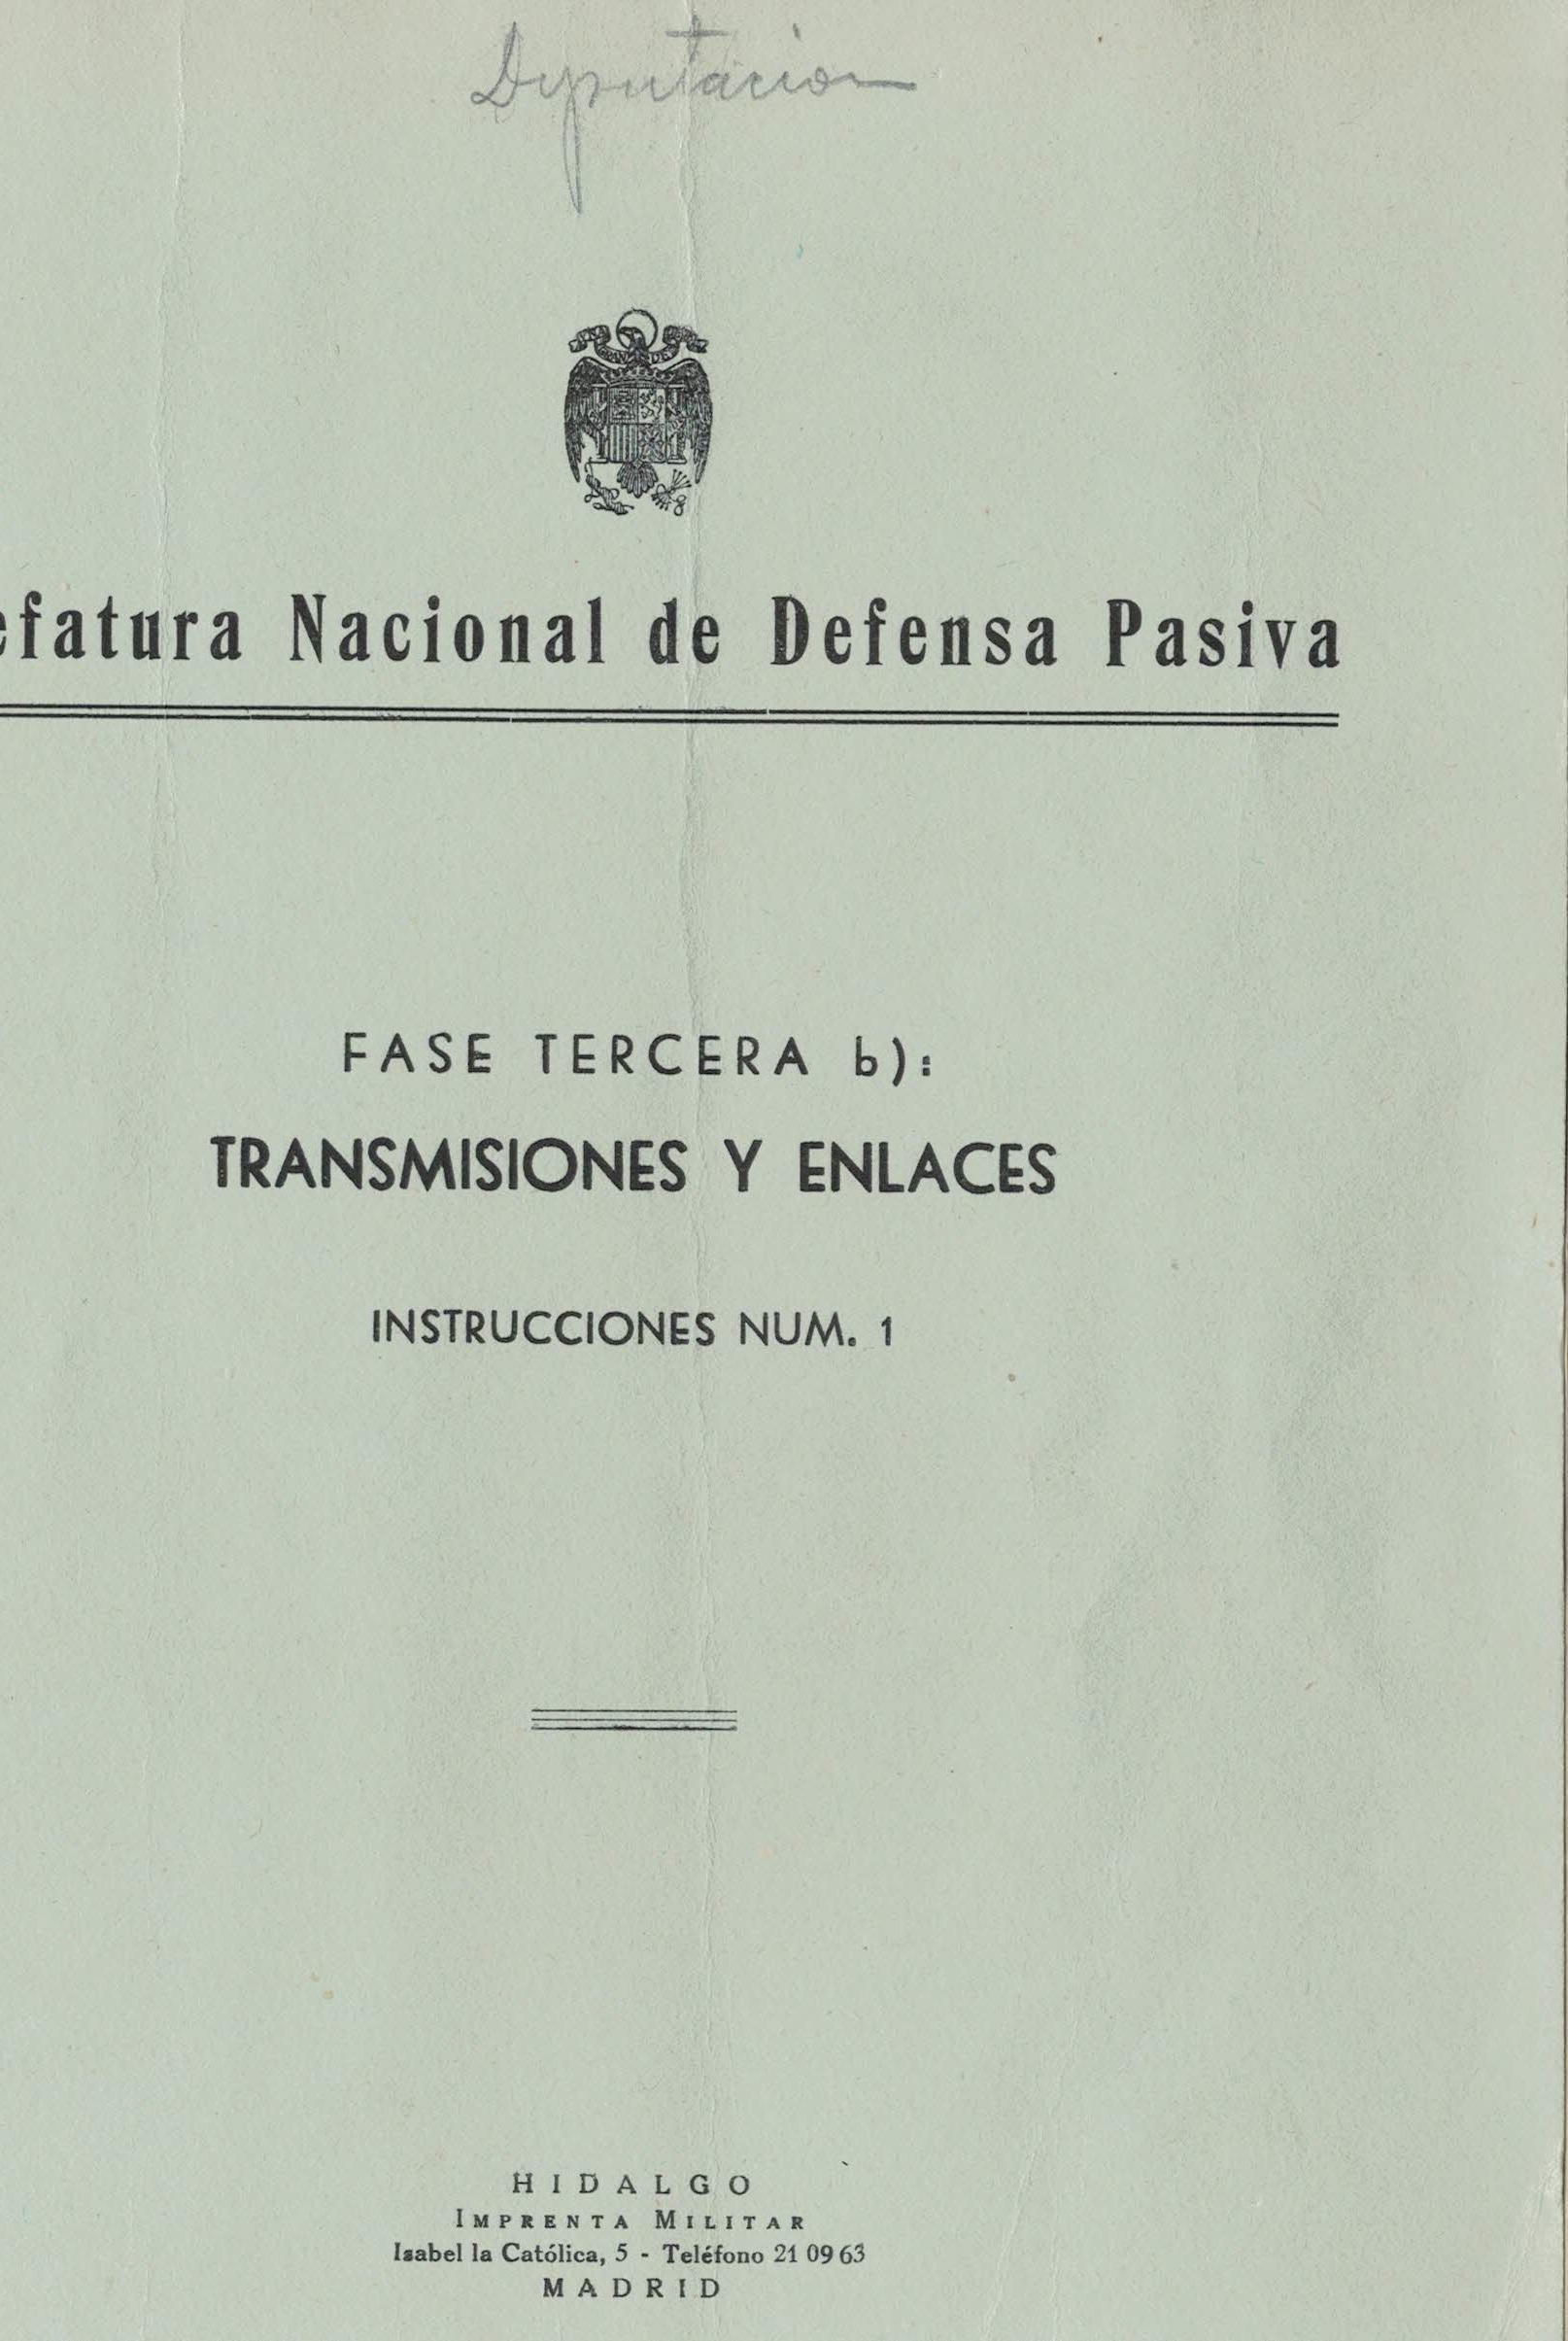 Diputacion
efatura Nacional de Defensa Pasiva
FASE TERCERA b):
TRANSMISIONES Y ENLACES
INSTRUCCIONES NUM. 1
HIDALGO
IMPRENTA MILITAR
Isabel la Católica, 5 - Teléfono 21 09 63
MADRID